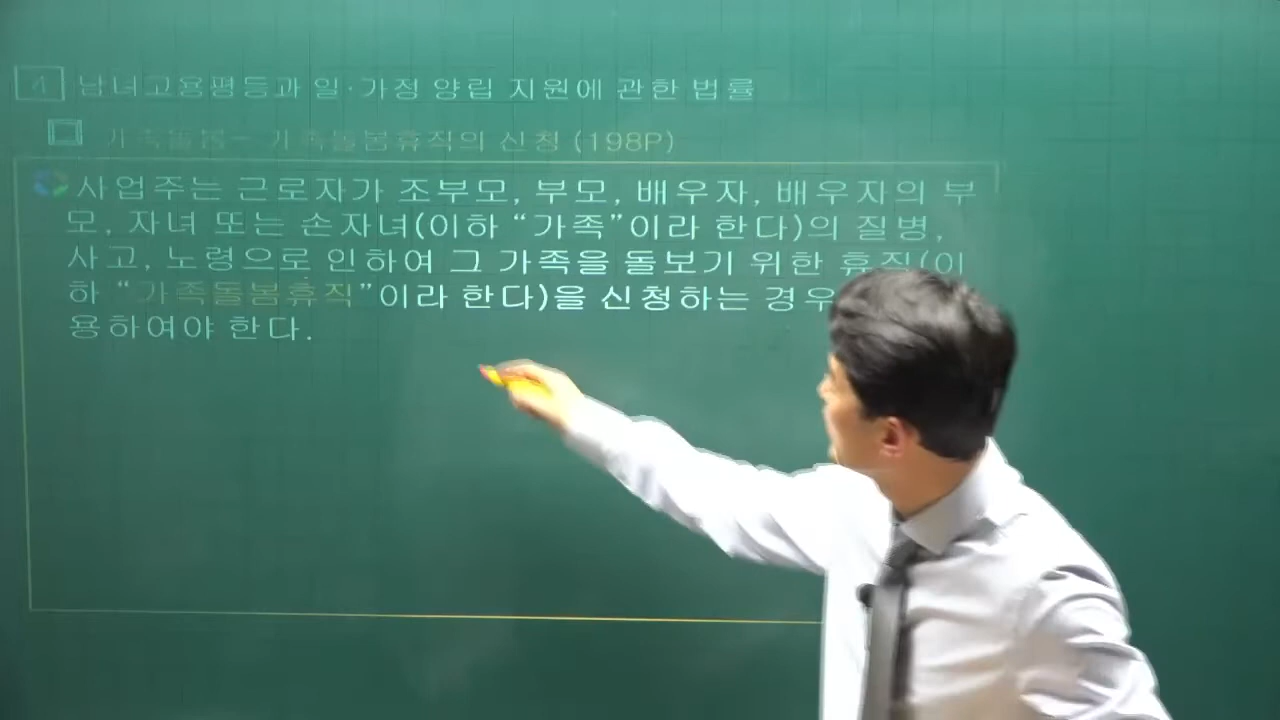 4 남녀고용평등과 일·가정 양립 지원에 관한 법률
가족돌봄- 가족돌봄휴직의 신청 (198P)
사업주는 근로자가 조부모, 부모, 배우자, 배우자의 부
모, 자녀 또는 손자녀(이하 “가족”이라 한다)의 질병,
사고, 노령으로 인하여 그 가족을 돌보기 위한 휴직(이
하 “가족돌봄휴직”이라 한다)을 신청하는 경우
용하여야 한다.